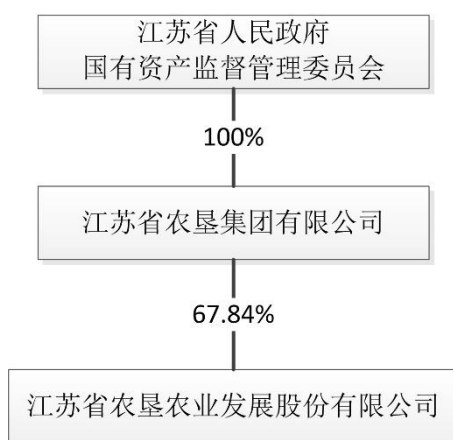 江苏省人民政府
国有资产监督管理委员会
100%
江苏省农垦集团有限公司
67.84%
江苏省农垦农业发展股份有限公司